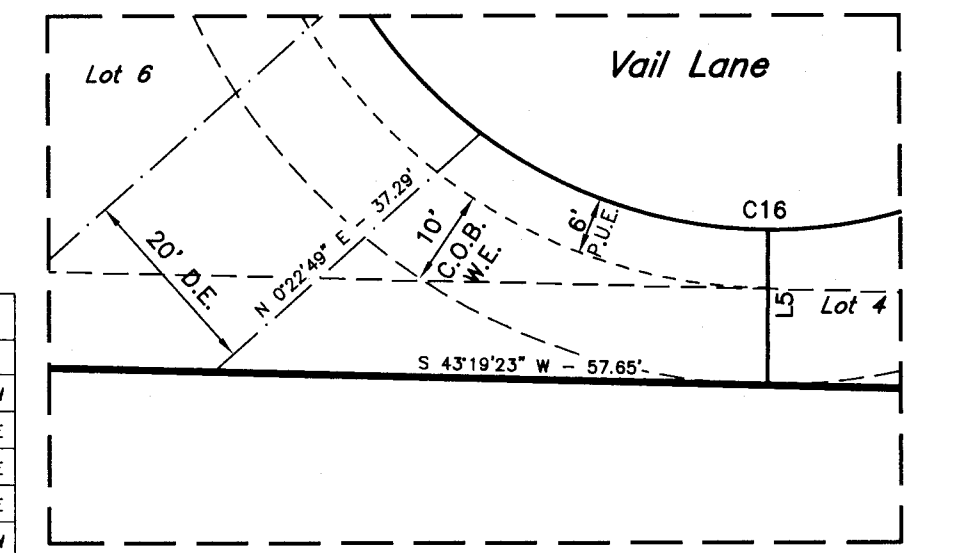 Lot 6
Vail Lane
C16
6'
P.U.E.
10'
C.O.B.
W.E.
N 0°22'49" E - 37.29'
20' D.E.
L5
Lot 4
S 43°19'23" W - 57.65'